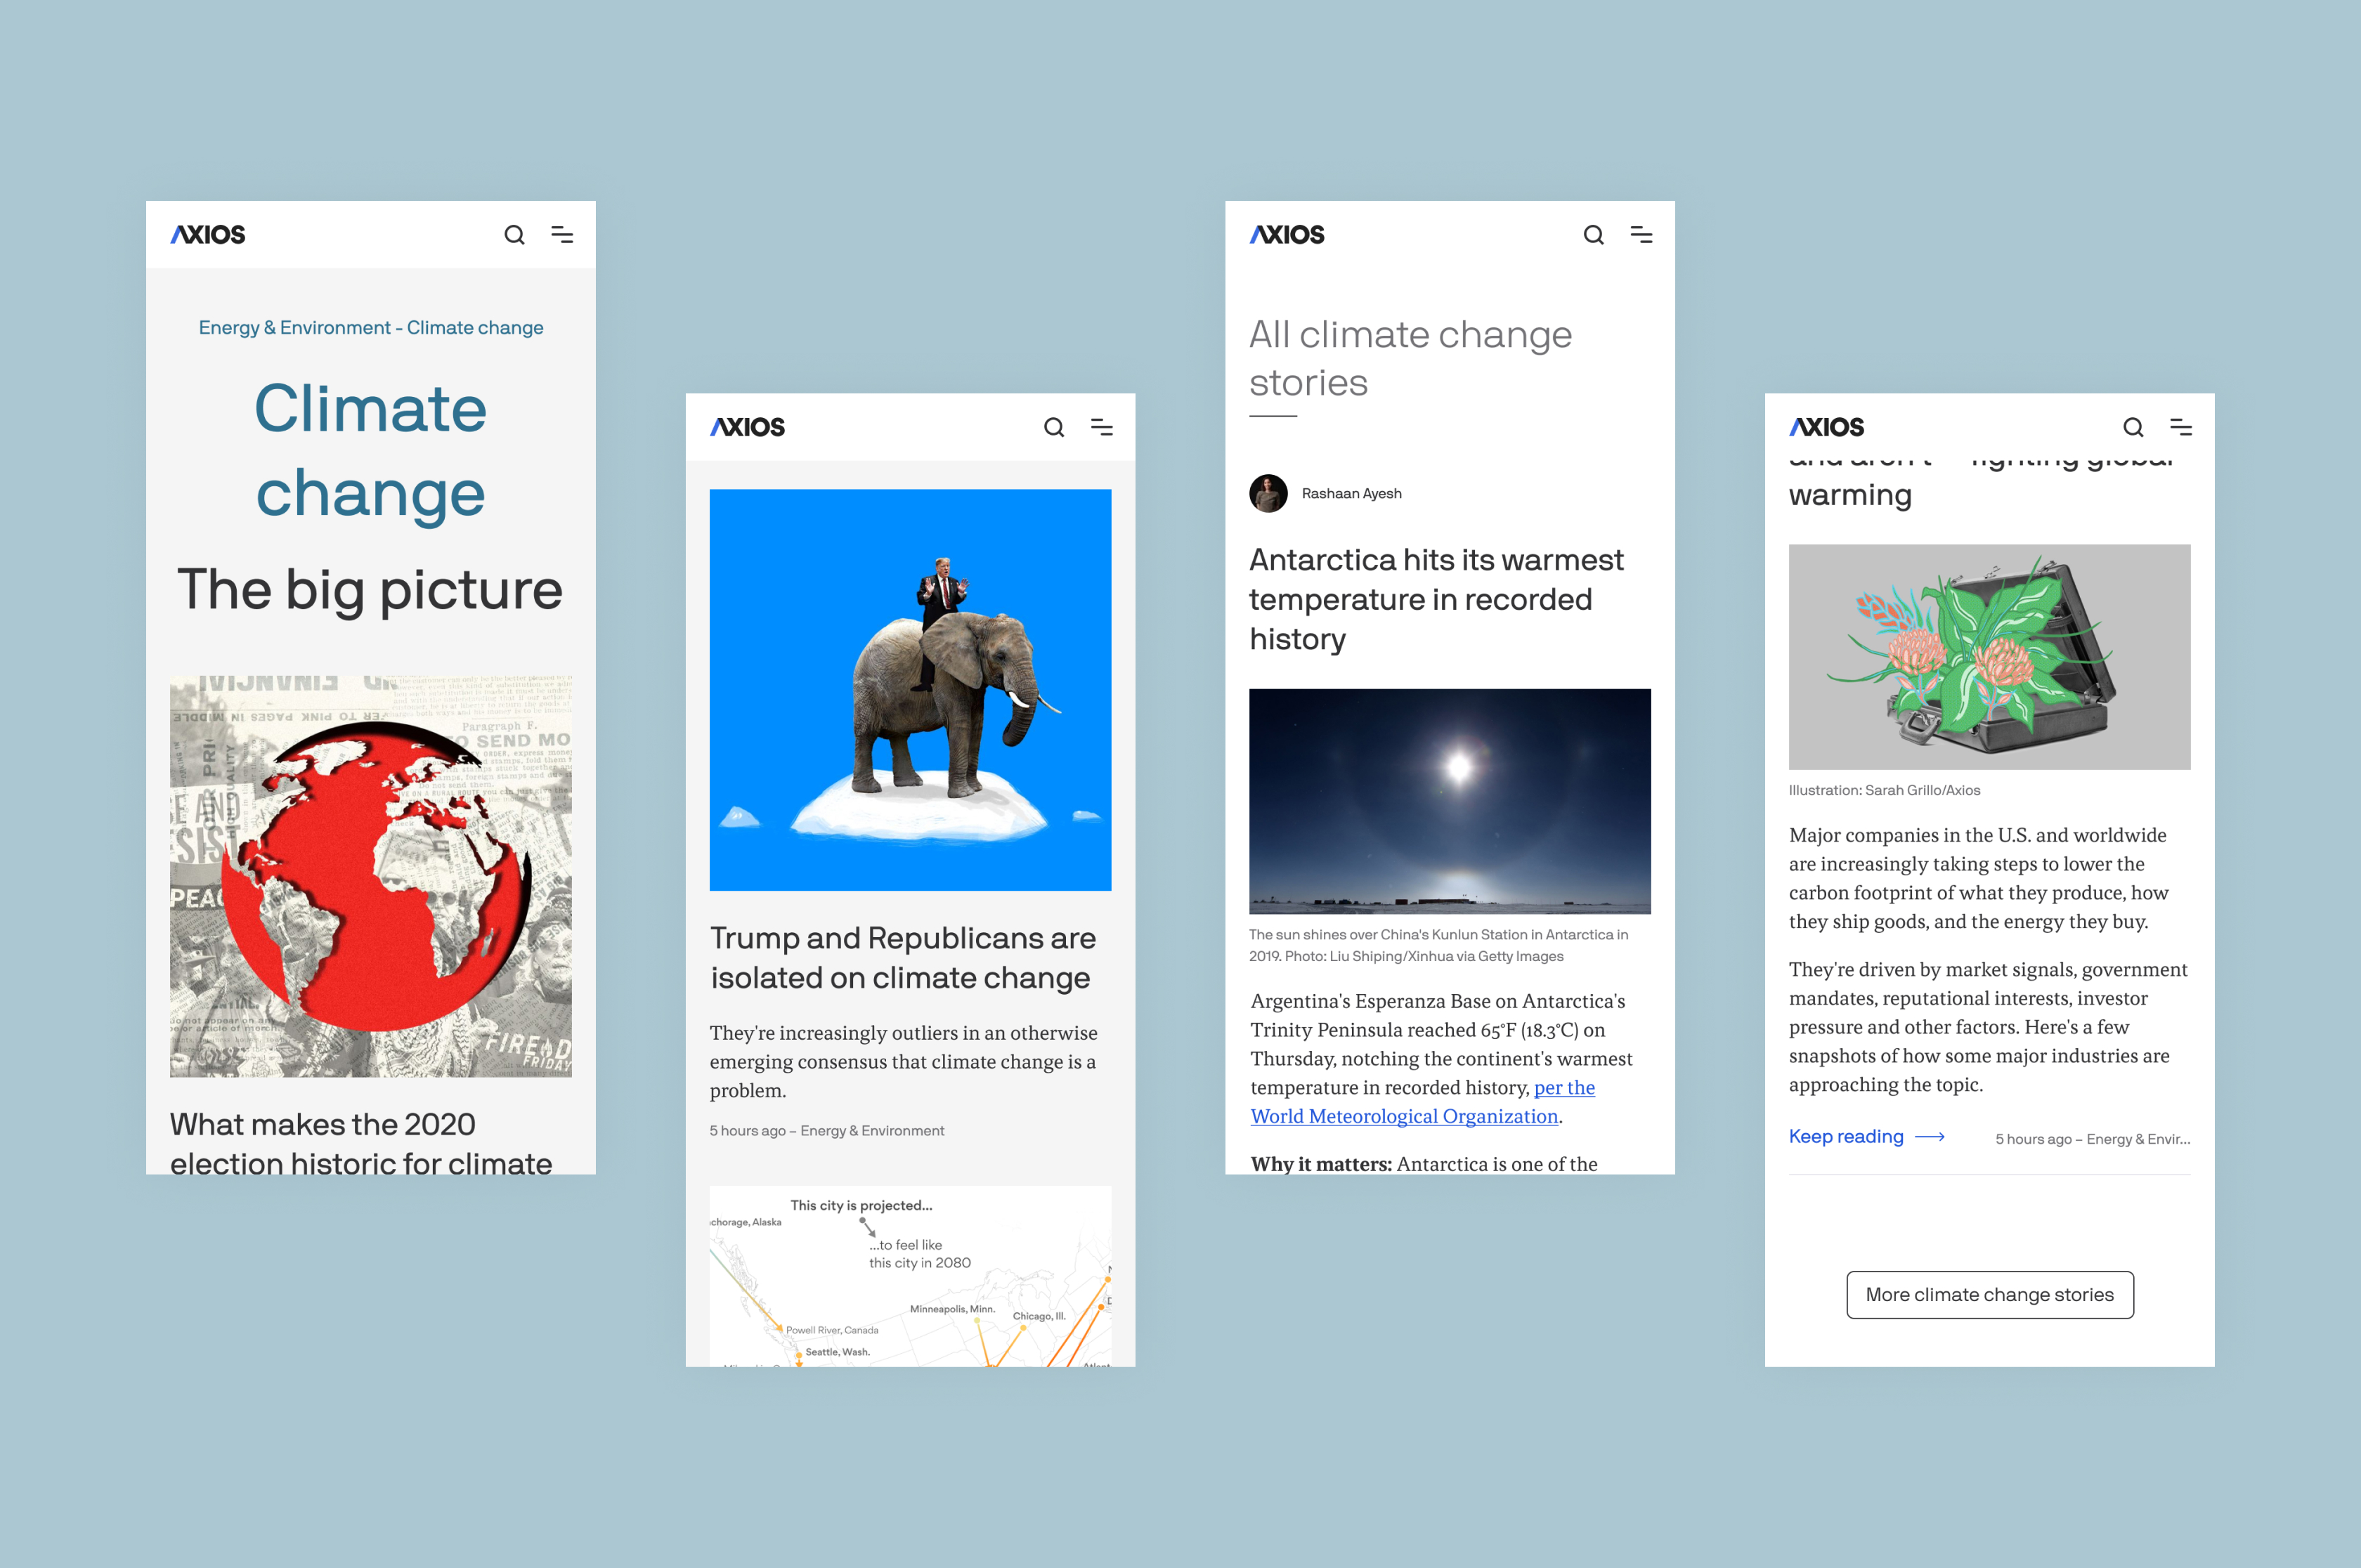 AXIOS
Energy & Environment - Climate change
Climate
change
The big picture
Paragraph F.
SEND MO
PEAC
FIRE D
FRIDAY
What makes the 2020
election historic for climate
AXIOS
Trump and Republicans are
isolated on climate change
They're increasingly outliers in an otherwise
emerging consensus that climate change is a
problem.
5 hours ago – Energy & Environment
This city is projected...
chorage, Alaska
...to feel like
this city in 2080
Minneapolis, Minn.
Chicago, Ill.
Powell River, Canada
Seattle, Wash.
AXIOS
All climate change
stories
Rashaan Ayesh
Antarctica hits its warmest
temperature in recorded
history
The sun shines over China's Kunlun Station in Antarctica in
2019. Photo: Liu Shiping/Xinhua via Getty Images
Argentina's Esperanza Base on Antarctica's
Trinity Peninsula reached 65°F (18.3°C) on
Thursday, notching the continent's warmest
temperature in recorded history, per the
World Meteorological Organization.
Why it matters: Antarctica is one of the
AXIOS
and aren't — fighting global
warming
Illustration: Sarah Grillo/Axios
Major companies in the U.S. and worldwide
are increasingly taking steps to lower the
carbon footprint of what they produce, how
they ship goods, and the energy they buy.
They're driven by market signals, government
mandates, reputational interests, investor
pressure and other factors. Here's a few
snapshots of how some major industries are
approaching the topic.
Keep reading
5 hours ago – Energy & Envir...
More climate change stories